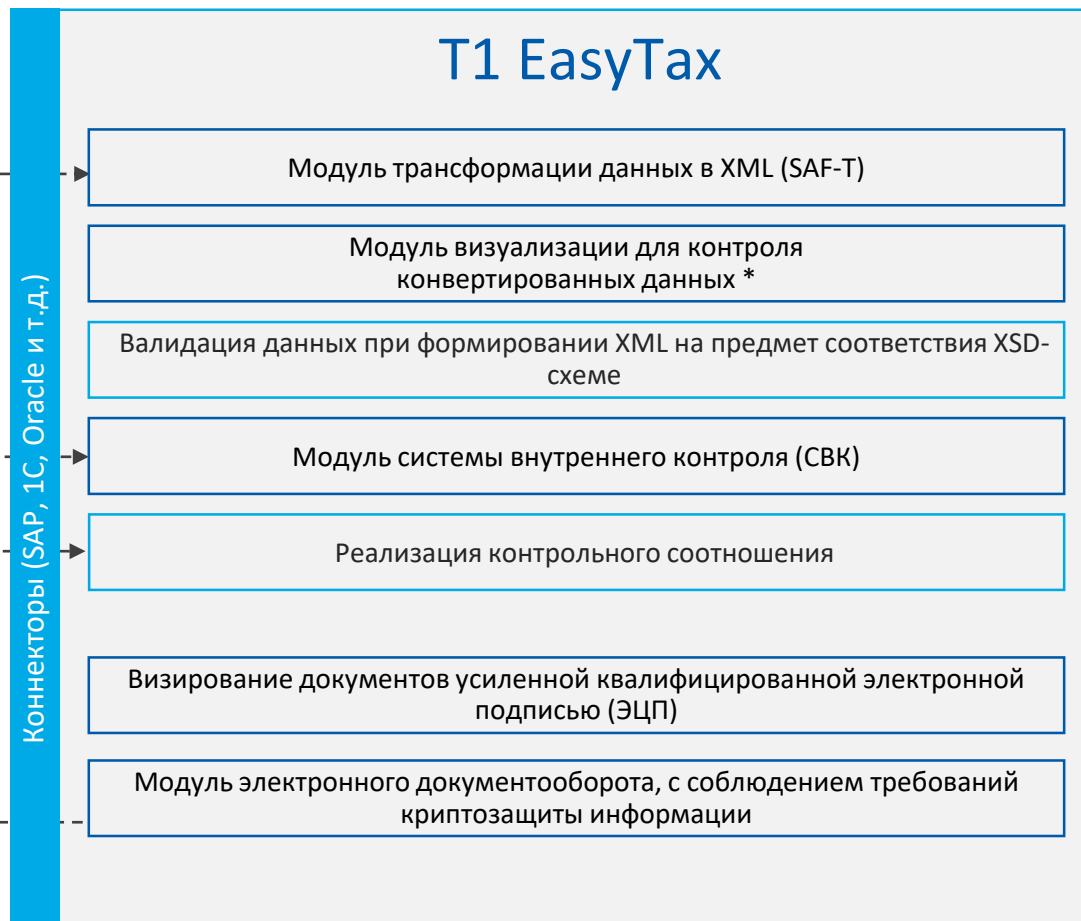 T1 EasyTax
Коннекторы (SAP, 1С, Oracle и т.д.)
Модуль трансформации данных в XML (SAF-T)
Модуль визуализации для контроля
конвертированных данных *
Валидация данных при формировании XML на предмет соответствия XSD-
схеме
Модуль системы внутреннего контроля (СВК)
Реализация контрольного соотношения
Визирование документов усиленной квалифицированной электронной
подписью (ЭЦП)
Модуль электронного документооборота, с соблюдением требований
криптозащиты информации